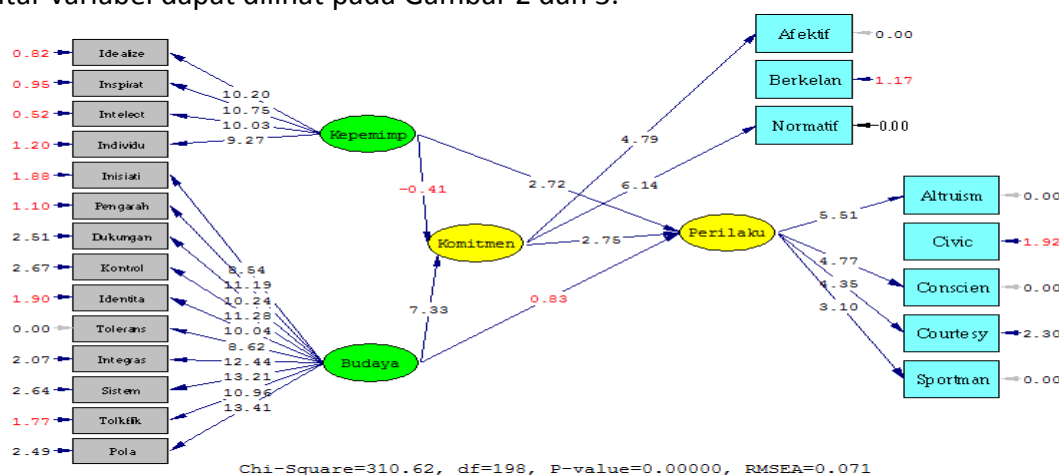 ntar variabel dapat dilihat pada Gambar 2 dan 3.
0.82 Idealize
0.95 Inspirat
0.52 Intelect
1.20 Individu
1.88 Inisiati
1.10 Pengarah
2.51 Dukungan
2.67 Kontrol
1.90 Identita
0.00 Tolerans
2.07 Integras
2.64 Sistem
1.77 Tolkflik
2.49 Pola
10.20
10.75
10.03
9.27
8.54
11.19
10.24
11.28
10.04
8.62
12.44
13.21
10.96
13.41
Kepemimp
Budaya
-0.41
7.33
Komitmen
2.72
2.75
0.83
4.79
6.14
Perilaku
Afektif 0.00
Berkelan 1.17
Normatif 0.00
5.51
4.77
4.35
3.10
Altruism 0.00
Civic 1.92
Conscien 0.00
Courtesy 2.30
Sportman 0.00
Chi-Square=310.62, df=198, P-value=0.00000, RMSEA=0.071